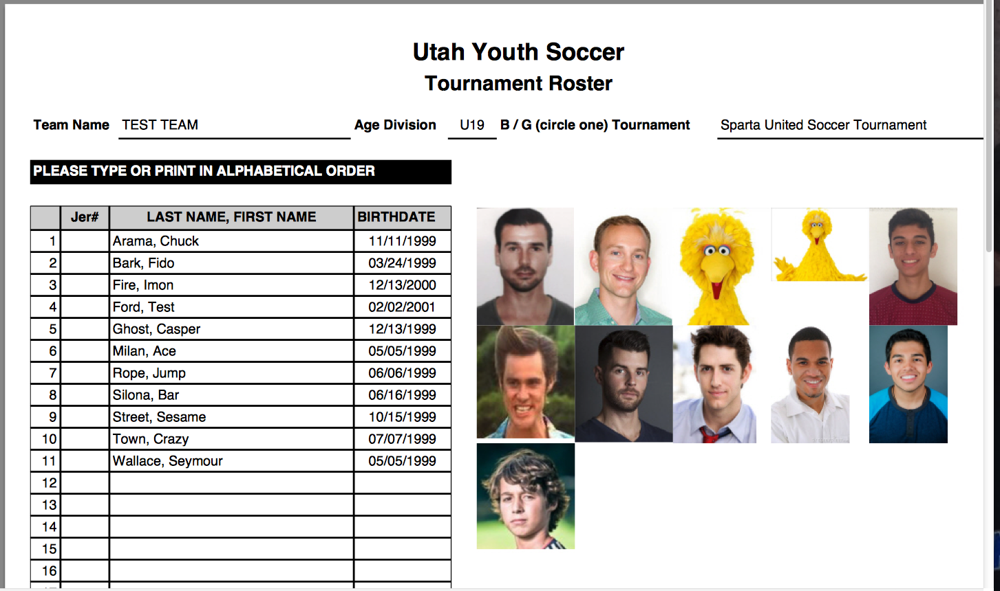 Utah Youth Soccer
Tournament Roster
Team Name TEST TEAM Age Division U19 B / G (circle one) Tournament Sparta United Soccer Tournament
PLEASE TYPE OR PRINT IN ALPHABETICAL ORDER
Jer# LAST NAME, FIRST NAME BIRTHDATE
1 Arama, Chuck 11/11/1999
2 Bark, Fido 03/24/1999
3 Fire, Imon 12/13/2000
4 Ford, Test 02/02/2001
5 Ghost, Casper 12/13/1999
6 Milan, Ace 05/05/1999
7 Rope, Jump 06/06/1999
8 Silona, Bar 06/16/1999
9 Street, Sesame 10/15/1999
10 Town, Crazy 07/07/1999
11 Wallace, Seymour 05/05/1999
12
13
14
15
16